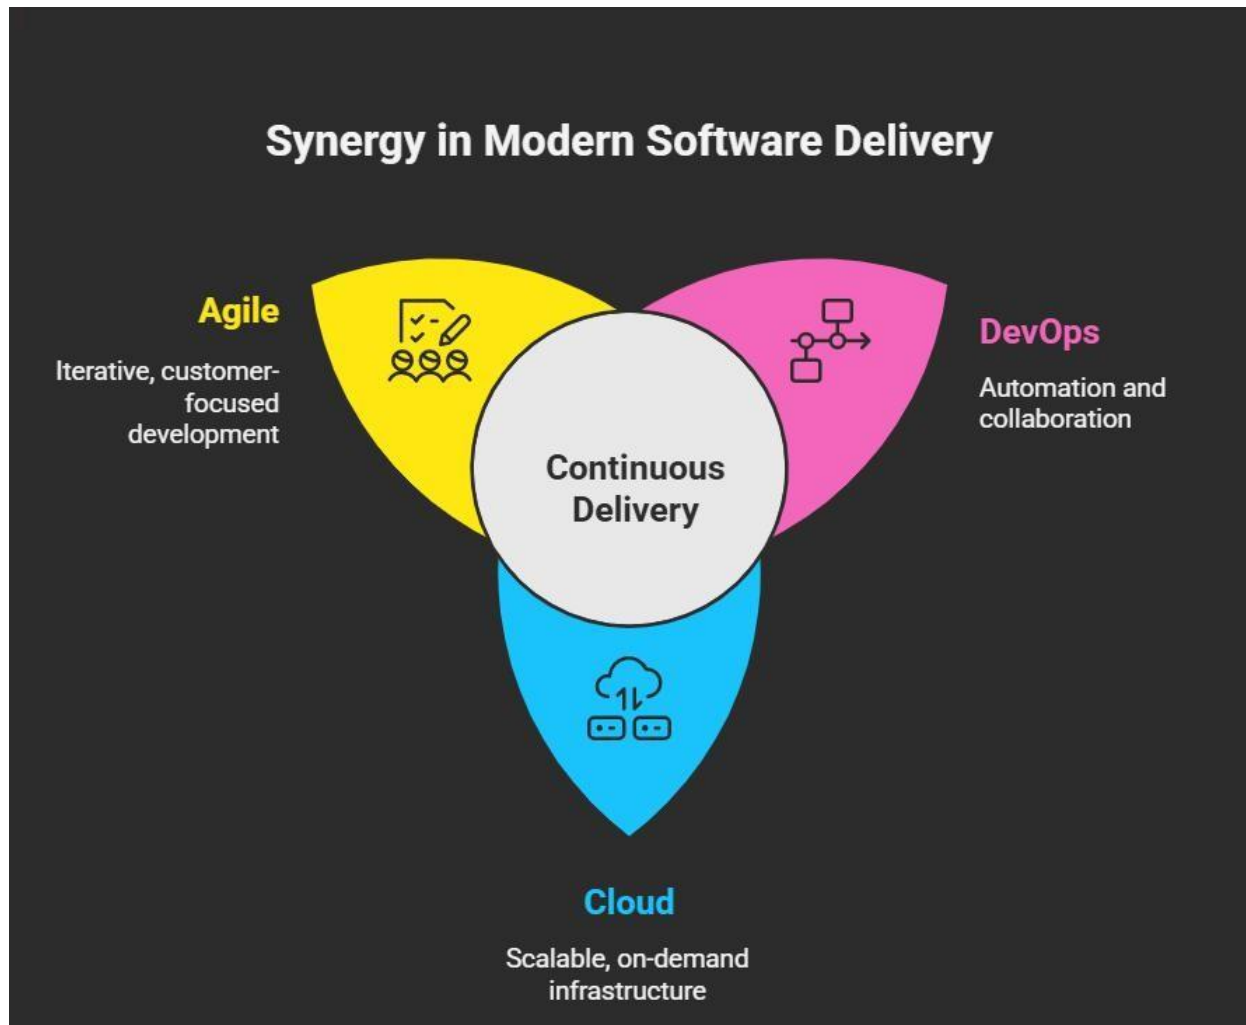 Synergy in Modern Software Delivery
Agile
Iterative, customer-
focused
development
DevOps
Automation and
collaboration
Continuous
Delivery
Cloud
Scalable, on-demand
infrastructure